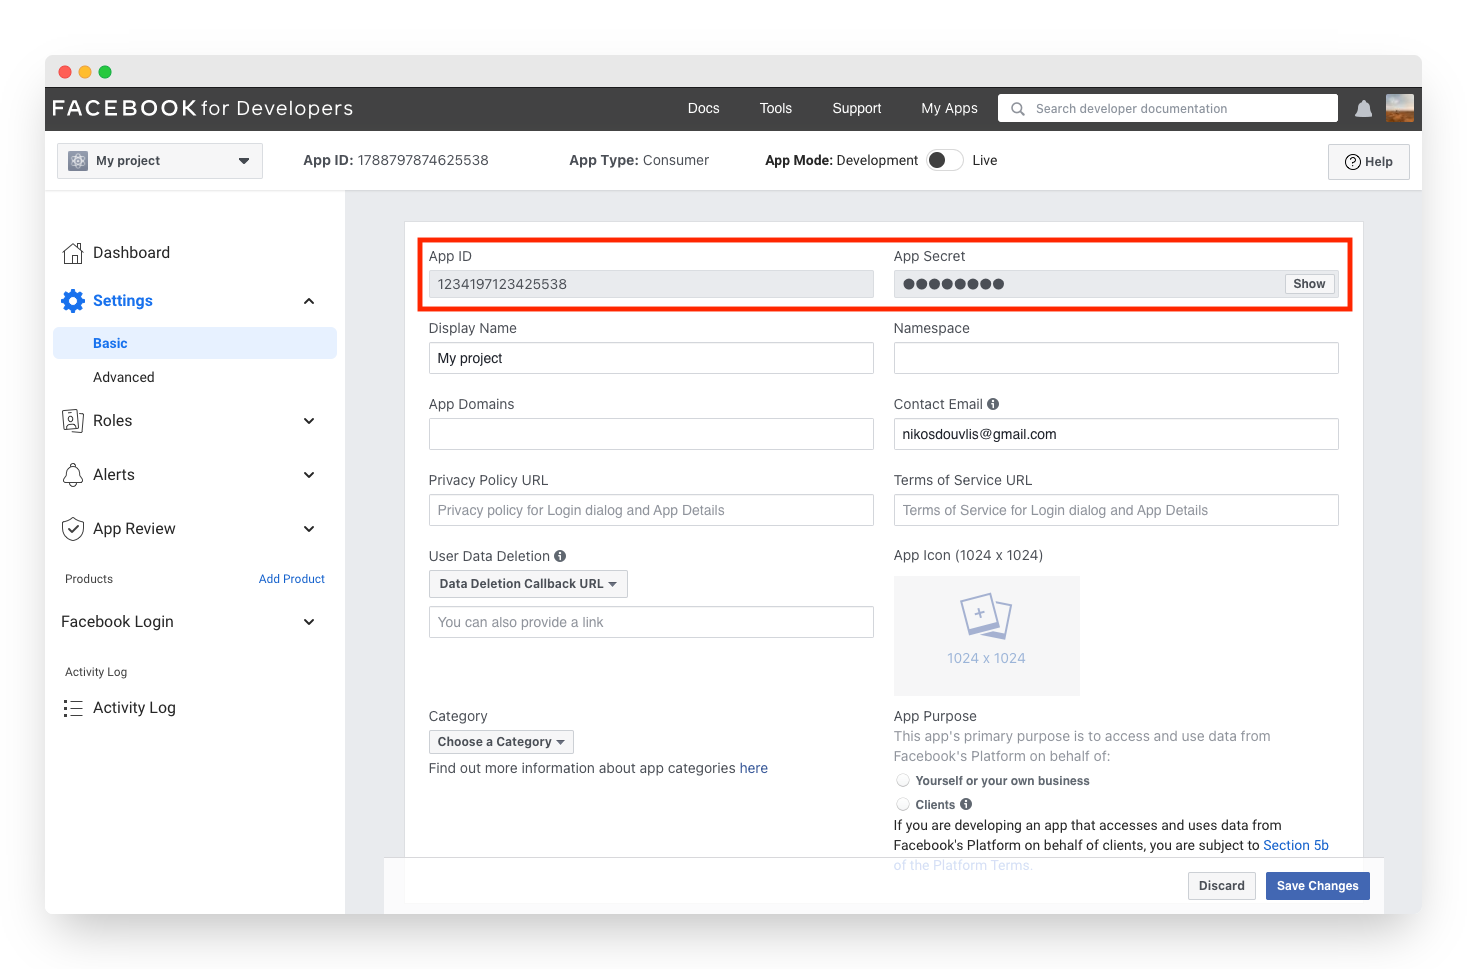 FACEBOOK for Developers
Docs
Tools
Support
My Apps
Search developer documentation
My project
App ID: 1788797874625538
App Type: Consumer
App Mode: Development
Live
Help
Dashboard
Settings
Basic
Advanced
Roles
Alerts
App Review
Products
Add Product
Facebook Login
Activity Log
Activity Log
App ID
App Secret
1234197123425538
●●●●●●●●
Show
Display Name
Namespace
My project
App Domains
Contact Email
nikosdouvlis@gmail.com
Privacy Policy URL
Terms of Service URL
Privacy policy for Login dialog and App Details
Terms of Service for Login dialog and App Details
User Data Deletion
App Icon (1024 x 1024)
Data Deletion Callback URL
You can also provide a link
1024 x 1024
Category
Choose a Category
Find out more information about app categories here
App Purpose
This app's primary purpose is to access and use data from
Facebook's Platform on behalf of:
Yourself or your own business
Clients
If you are developing an app that accesses and uses data from
Facebook's Platform on behalf of clients, you are subject to Section 5b
of the Platform Terms.
Discard
Save Changes